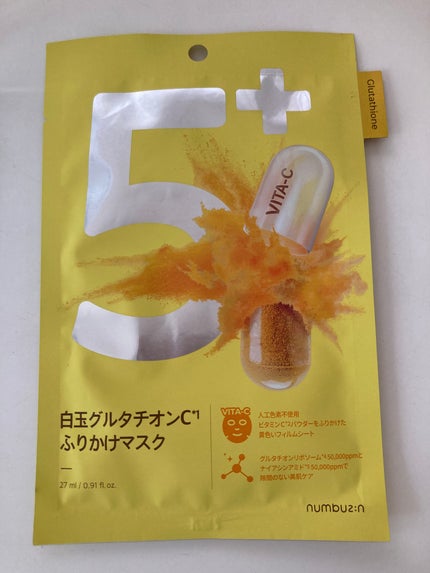 5+
Glutathione
VITA-C
白玉グルタチオンC*1
ふりかけマスク
27 ml / 0.91 fl. oz.
VITA-C
人工色素不使用
ビタミンC*2パウダーをふりかけた
黄色いフィルムシート
グルタチオンリポソーム*3 50,000ppmと
ナイアシンアミド*4 50,000ppmで
隙間のない美肌ケア
numbuz:n